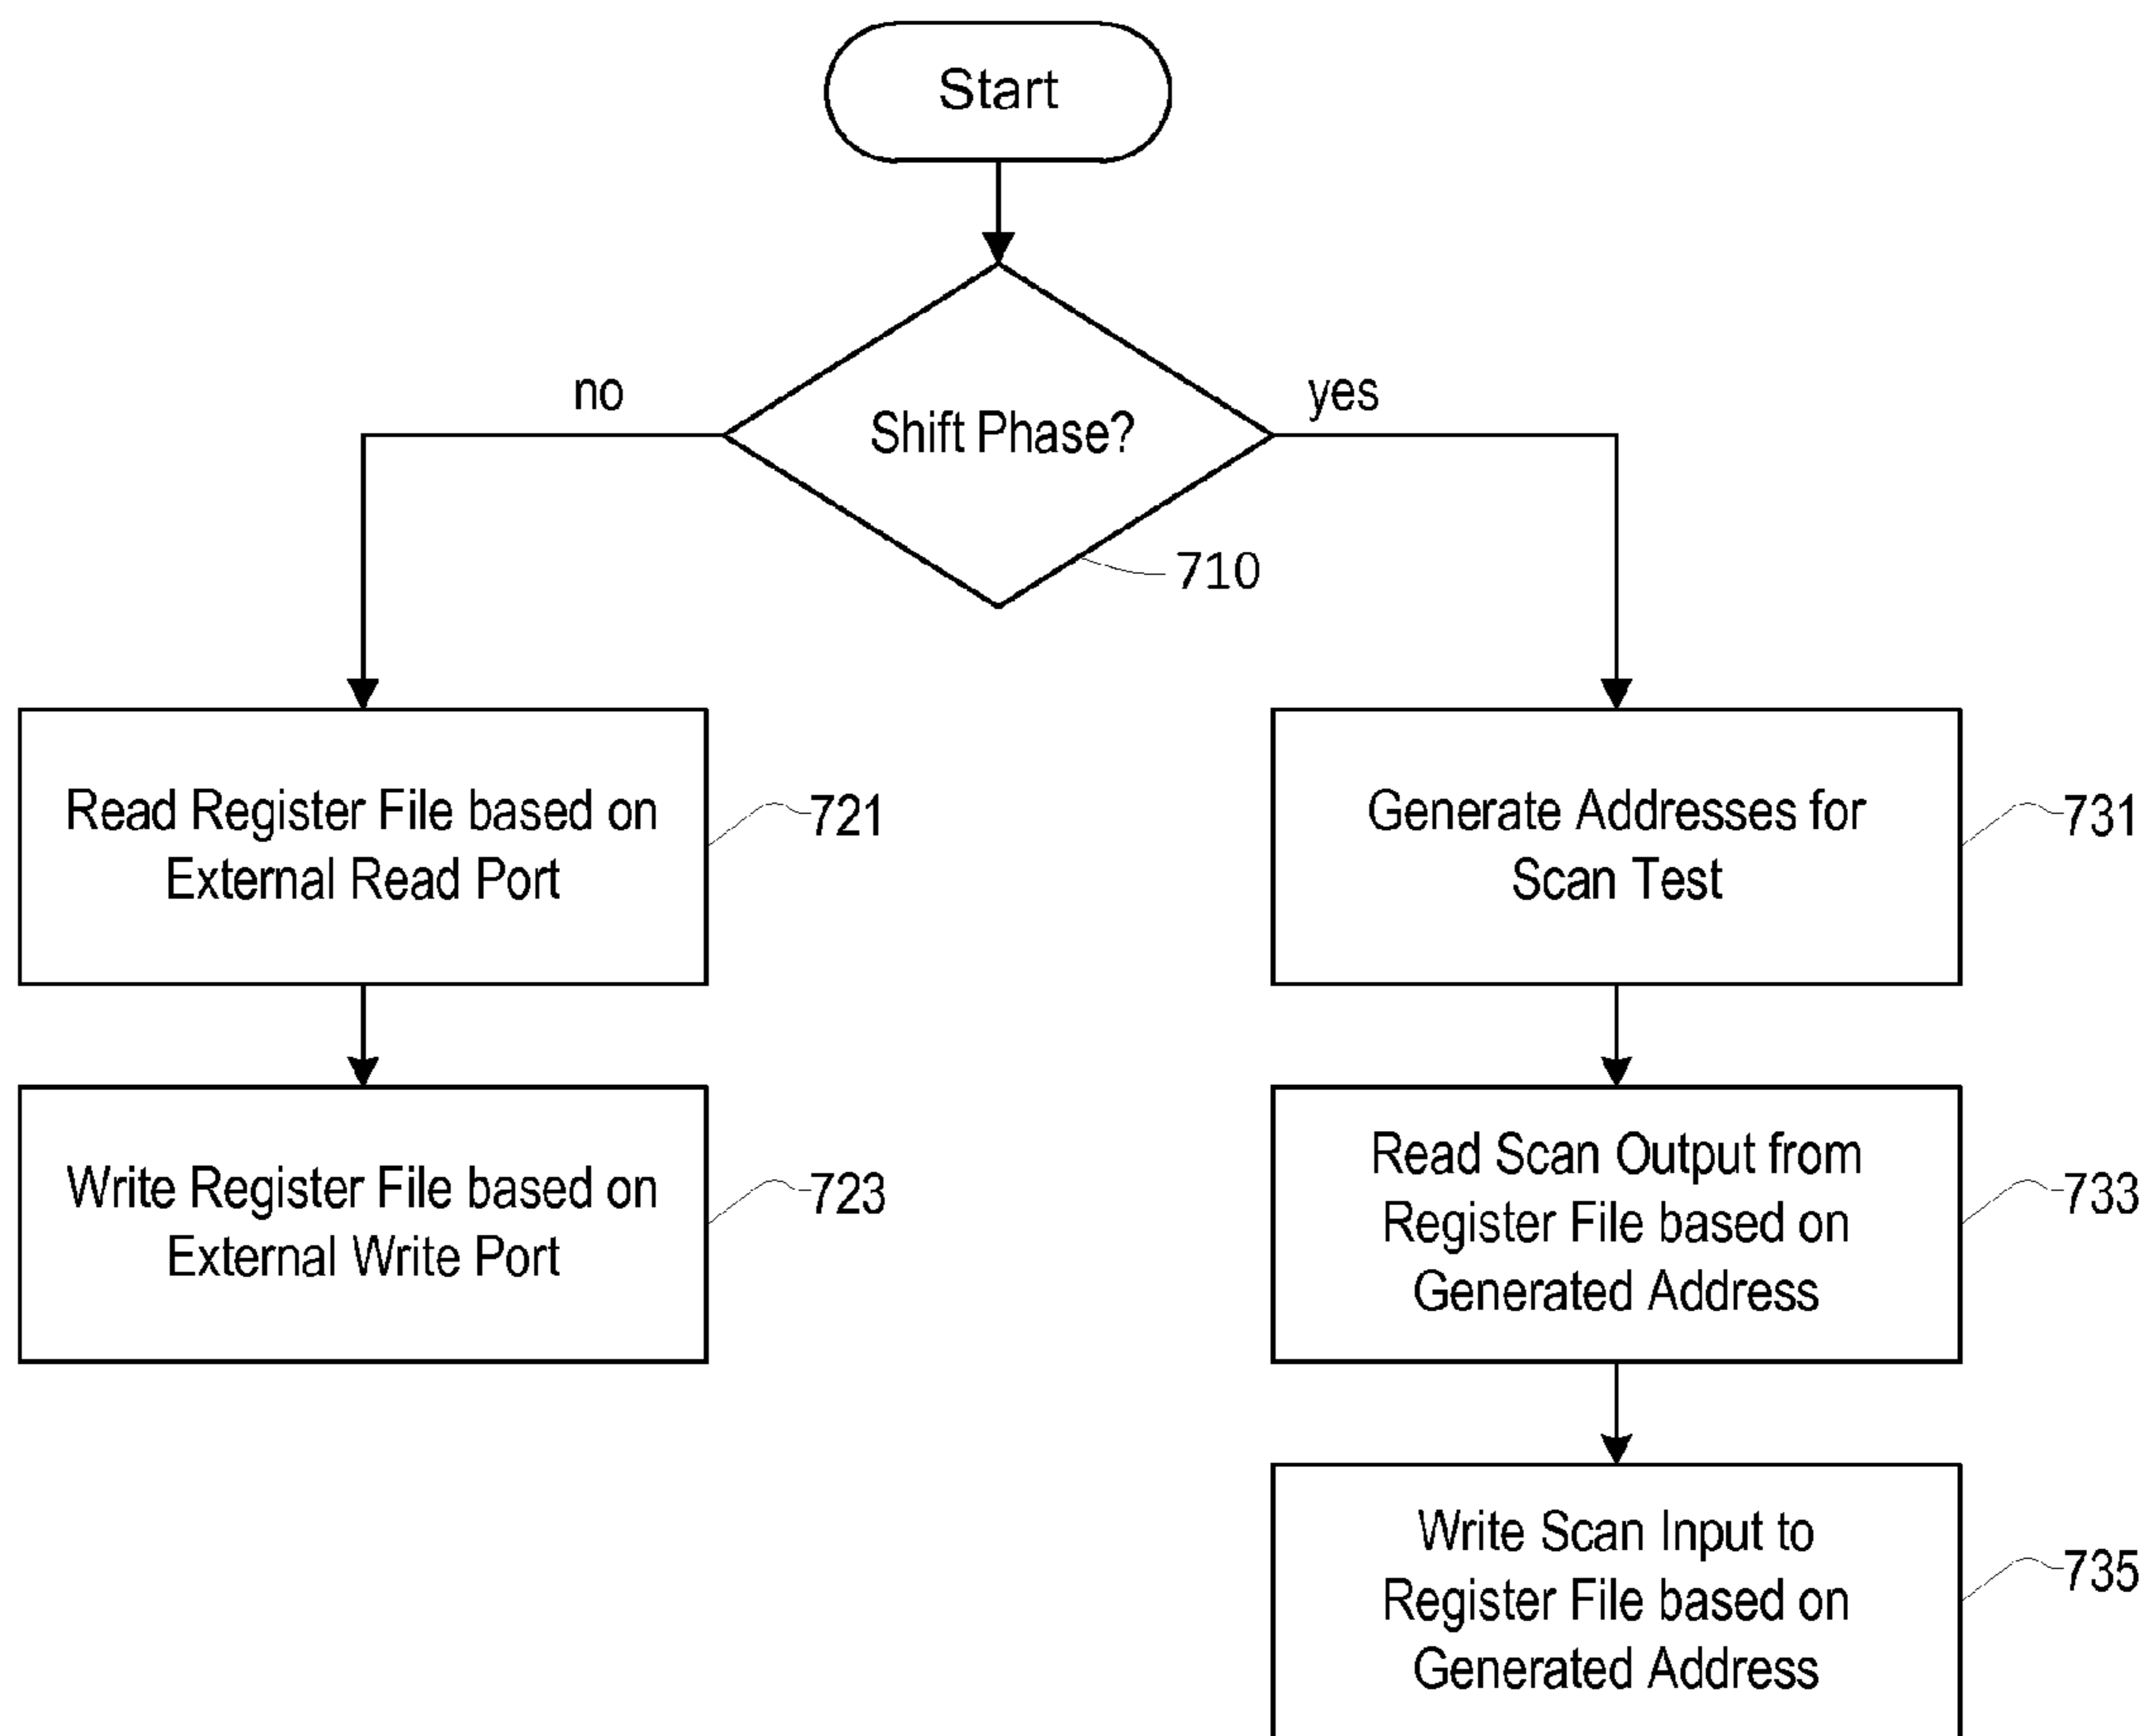 Start
no
yes
Shift Phase?
710
Read Register File based on
External Read Port
721
Generate Addresses for
Scan Test
731
Write Register File based on
External Write Port
723
Read Scan Output from
Register File based on
Generated Address
733
Write Scan Input to
Register File based on
Generated Address
735